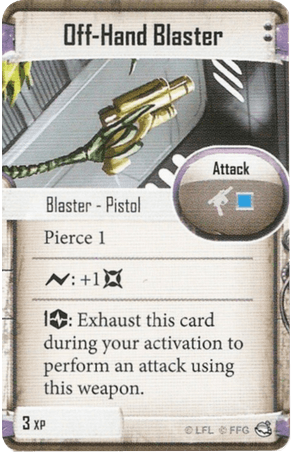 Off-Hand Blaster
Attack
Blaster - Pistol
Pierce 1
: +1
1 : Exhaust this card
during your activation to
perform an attack using
this weapon.
3 XP
© LFL © FFG